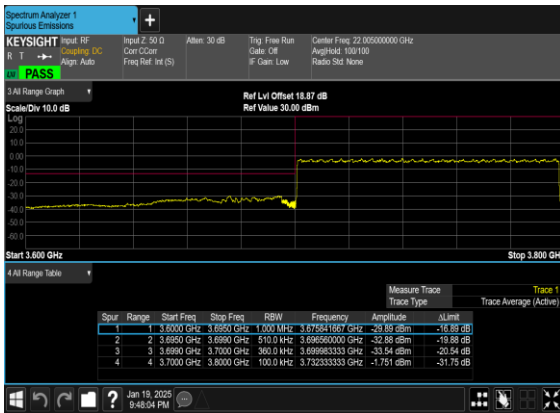 Spectrum Analyzer 1
Spurious Emissions
KEYSIGHT Input: RF Input Z: 50 Ω Atten: 30 dB Trig: Free Run Center Freq: 22.005000000 GHz
R T Coupling: DC Corr CCorr Gate: Off Avg|Hold: 100/100
Align: Auto Freq Ref: Int (S) IF Gain: Low Radio Std: None
PASS
3 All Range Graph
Ref Lvl Offset 18.87 dB
Scale/Div 10.0 dB Ref Value 30.00 dBm
Log
20.0
10.0
0.00
-10.0
-20.0
-30.0
-40.0
-50.0
-60.0
Start 3.600 GHz Stop 3.800 GH
4 All Range Table
Measure Trace Trace 1
Trace Type Trace Average (Active)
Spur Range Start Freq Stop Freq RBW Frequency Amplitude ΔLimit
1 1 3.6000 GHz 3.6950 GHz 1.000 MHz 3.675841667 GHz -29.89 dBm -16.89 dB
2 2 3.6950 GHz 3.6990 GHz 510.0 kHz 3.696560000 GHz -32.88 dBm -19.88 dB
3 3 3.6990 GHz 3.7000 GHz 360.0 kHz 3.699983333 GHz -33.54 dBm -20.54 dB
4 4 3.7000 GHz 3.8000 GHz 100.0 kHz 3.732333333 GHz -1.751 dBm -31.75 dB
Jan 19, 2025
9:48:04 PM